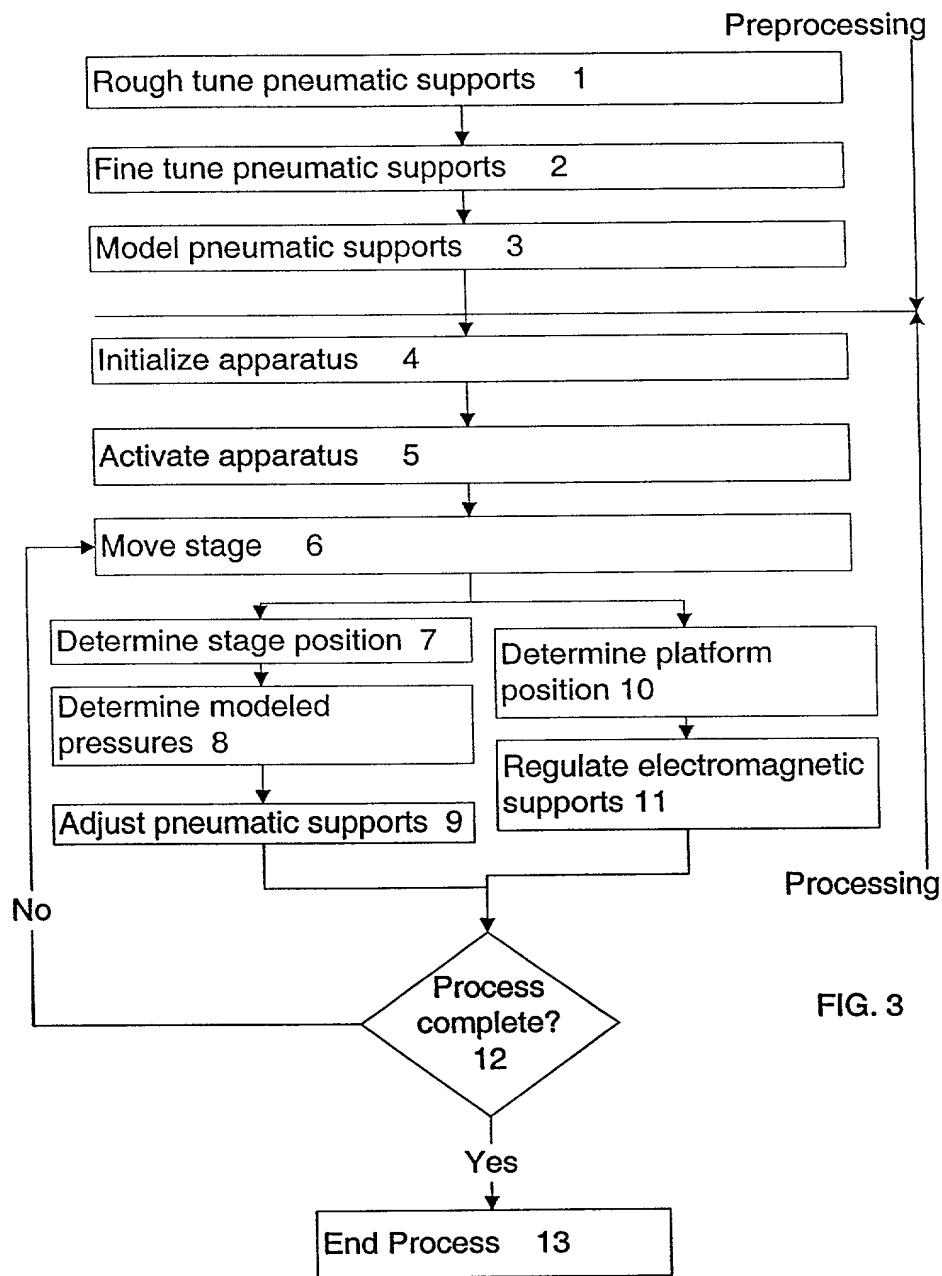 Preprocessing
Rough tune pneumatic supports 1
Fine tune pneumatic supports 2
Model pneumatic supports 3
Initialize apparatus 4
Activate apparatus 5
Move stage 6
Determine stage position 7
Determine modeled
pressures 8
Adjust pneumatic supports 9
Determine platform
position 10
Regulate electromagnetic
supports 11
Processing
No
Process
complete?
12
FIG. 3
Yes
End Process 13